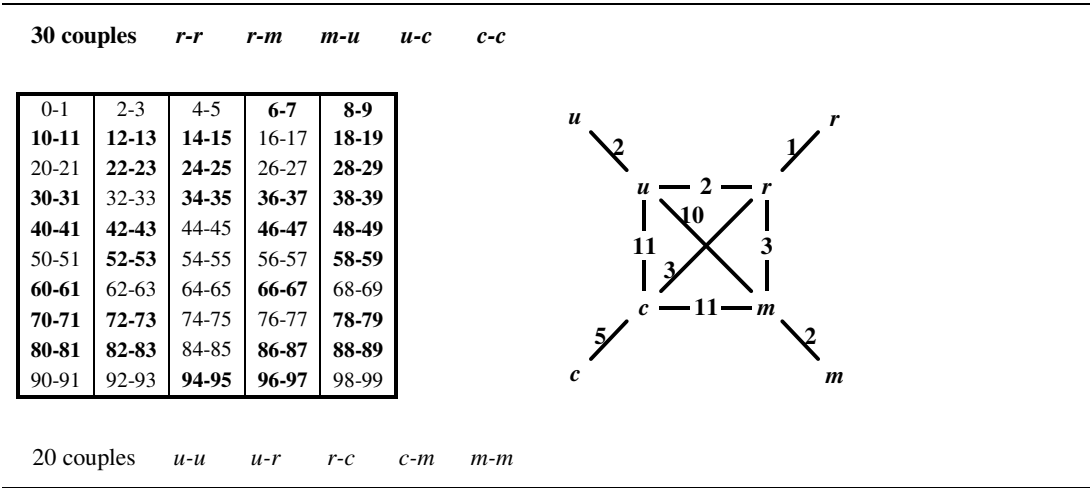 30 couples r-r r-m m-u u-c c-c
0-1 2-3 4-5 6-7 8-9
10-11 12-13 14-15 16-17 18-19
20-21 22-23 24-25 26-27 28-29
30-31 32-33 34-35 36-37 38-39
40-41 42-43 44-45 46-47 48-49
50-51 52-53 54-55 56-57 58-59
60-61 62-63 64-65 66-67 68-69
70-71 72-73 74-75 76-77 78-79
80-81 82-83 84-85 86-87 88-89
90-91 92-93 94-95 96-97 98-99
u r
2 1
u 2 r
10
11 3
3
c 11 m
5 2
c m
20 couples u-u u-r r-c c-m m-m